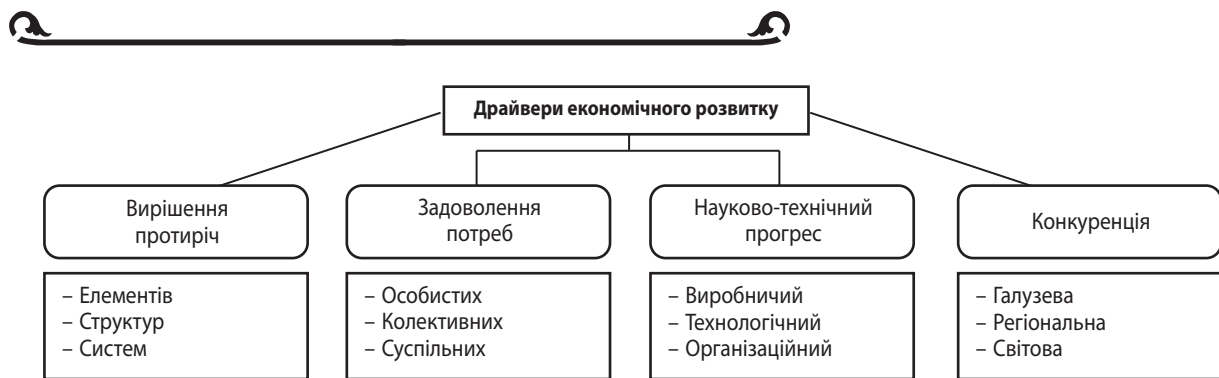 Драйвери економічного розвитку
Вирішення
протиріч
– Елементів
– Структур
– Систем
Задоволення
потреб
– Особистих
– Колективних
– Суспільних
Науково-технічний
прогрес
– Виробничий
– Технологічний
– Організаційний
Конкуренція
– Галузева
– Регіональна
– Світова